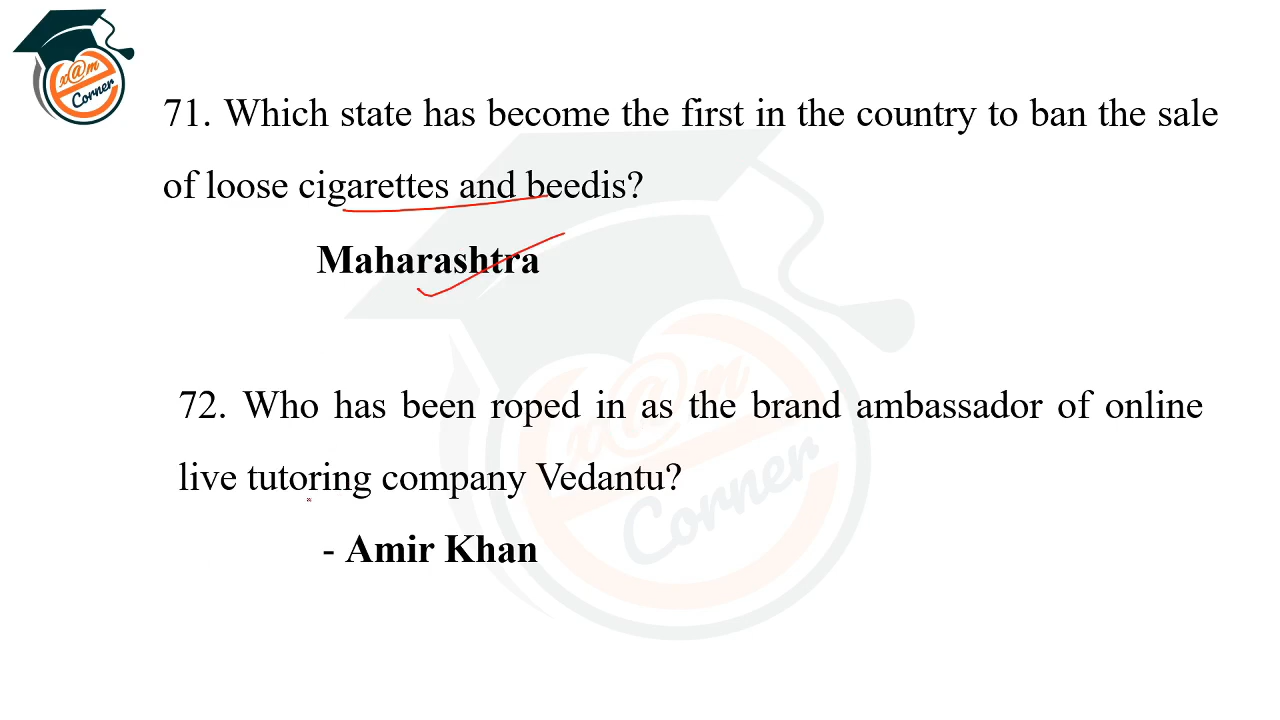 x@m
Corner
71. Which state has become the first in the country to ban the sale
of loose cigarettes and beedis?
Maharashtra
72. Who has been roped in as the brand ambassador of online
live tutoring company Vedantu?
- Amir Khan
x@m
Corner